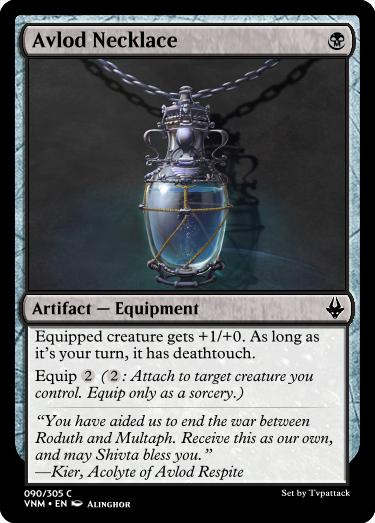 Avlod Necklace
Artifact — Equipment
Equipped creature gets +1/+0. As long as
it's your turn, it has deathtouch.
Equip 2 (2: Attach to target creature you
control. Equip only as a sorcery.)
"You have aided us to end the war between
Roduth and Multaph. Receive this as our own,
and may Shivta bless you."
—Kier, Acolyte of Avlod Respite
090/305 C
Set by Tvpattack
VNM • EN Alinghor